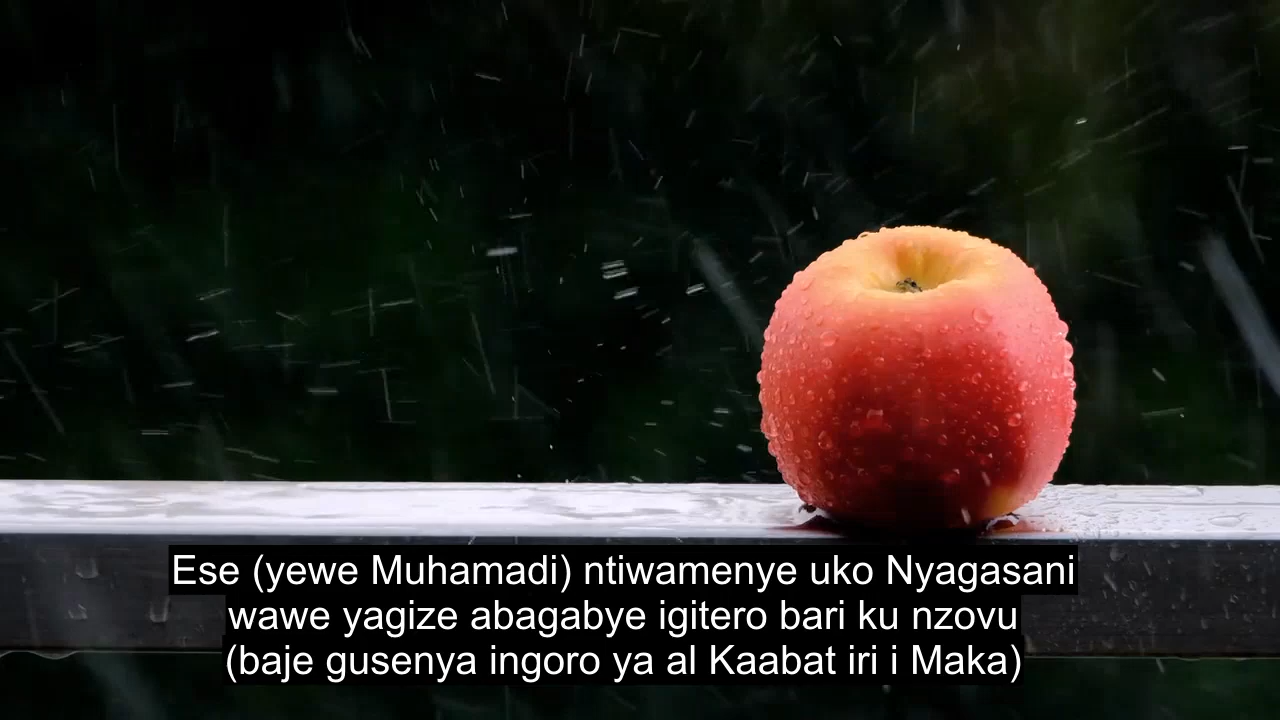 Ese (yewe Muhamadi) ntiwamenye uko Nyagasani
wawe yagize abagabye igitero bari ku nzovu
(baje gusenya ingoro ya al Kaabat iri i Maka)